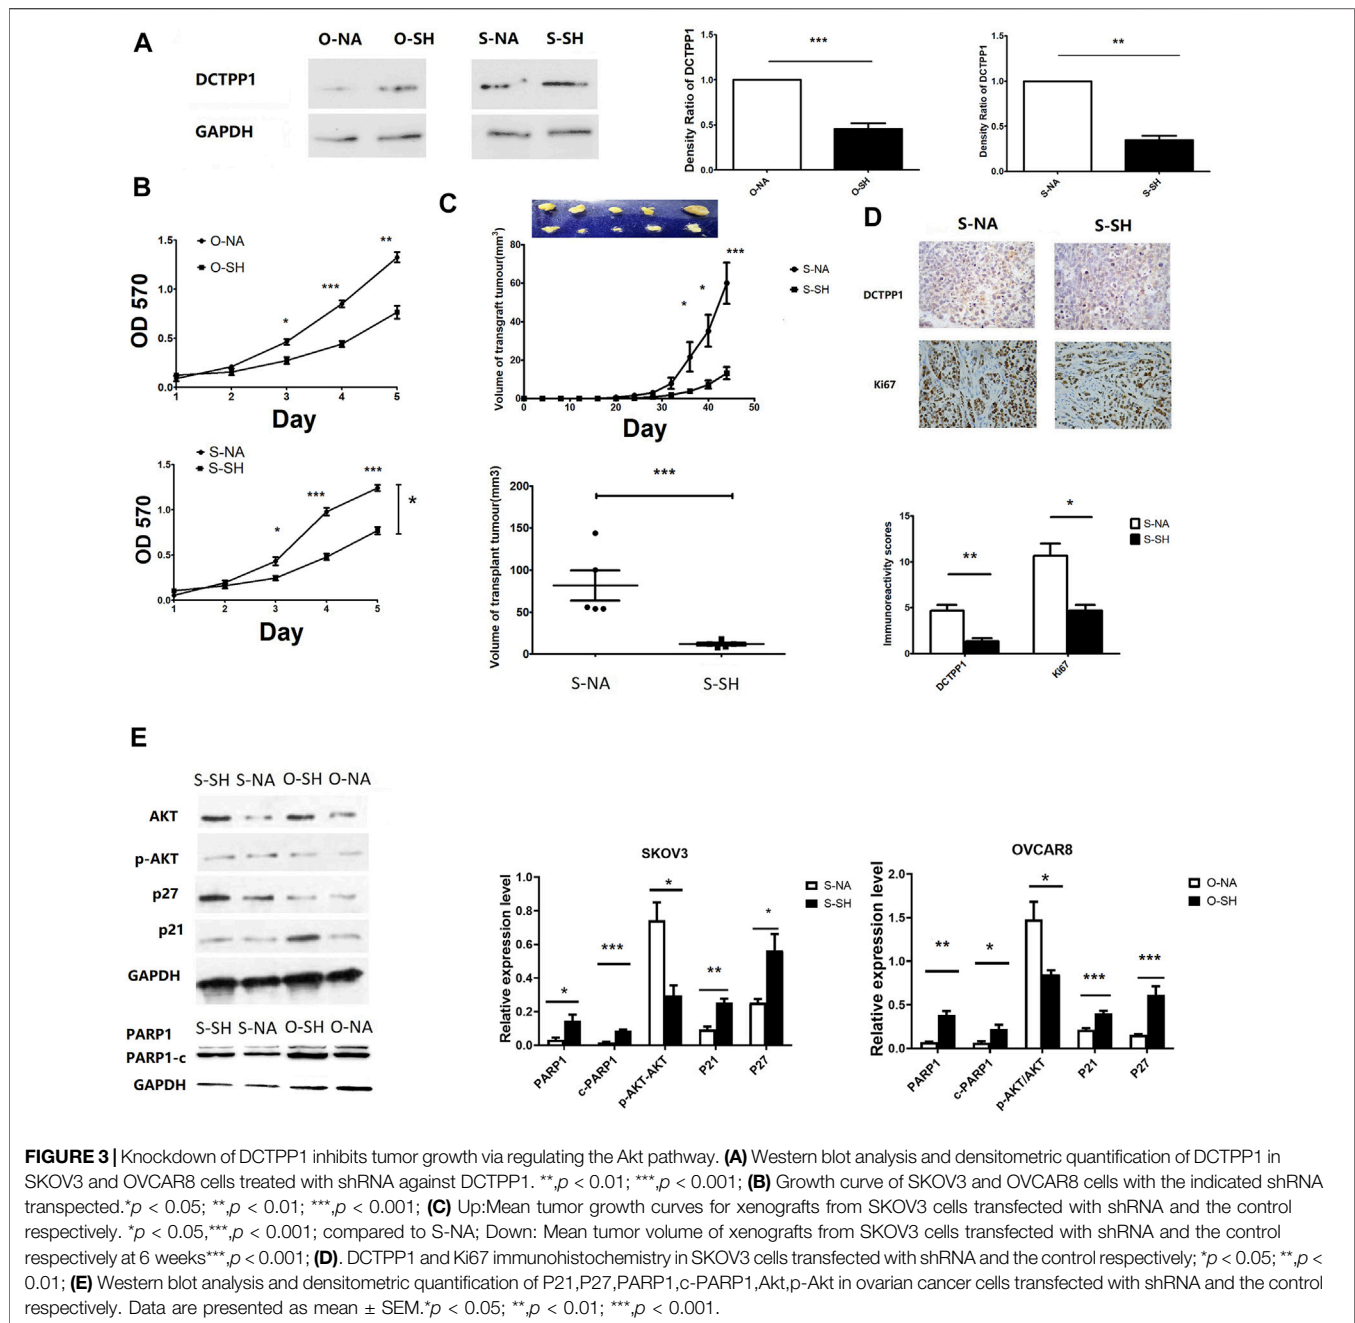 A
O-NA O-SH S-NA S-SH
DCTPP1
GAPDH
Density Ratio of DCTPP1
1.5
1.0
0.5
0.0
***
O-NA
O-SH
Density Ratio of DCTPP1
1.5
1.0
0.5
0.0
**
S-NA
S-SH
B
OD 570
1.5
1.0
0.5
0.0
O-NA
O-SH
*
***
**
1 2 3 4 5
Day
OD 570
1.5
1.0
0.5
0.0
S-NA
S-SH
*
***
***
*
1 2 3 4 5
Day
C
Volume of transgraft tumour(mm³)
80
60
40
20
0
*
*
***
S-NA
S-SH
0 10 20 30 40 50
Day
Volume of transplant tumour(mm3)
200
150
100
50
0
***
S-NA S-SH
D
S-NA S-SH
DCTPP1
Ki67
Immunoreactivity scores
15
10
5
0
**
*
S-NA
S-SH
DCTPP1
Ki67
E
S-SH S-NA O-SH O-NA
AKT
p-AKT
p27
p21
GAPDH
S-SH S-NA O-SH O-NA
PARP1
PARP1-c
GAPDH
SKOV3
Relative expression level
1.0
0.8
0.6
0.4
0.2
0.0
*
***
*
**
*
S-NA
S-SH
PARP1
c-PARP1
p-AKT-AKT
P21
P27
OVCAR8
Relative expression level
2.0
1.5
1.0
0.5
0.0
**
*
*
***
***
O-NA
O-SH
PARP1
c-PARP1
p-AKT/AKT
P21
P27
FIGURE 3 | Knockdown of DCTPP1 inhibits tumor growth via regulating the Akt pathway. (A) Western blot analysis and densitometric quantification of DCTPP1 in
SKOV3 and OVCAR8 cells treated with shRNA against DCTPP1. **,p < 0.01; ***,p < 0.001; (B) Growth curve of SKOV3 and OVCAR8 cells with the indicated shRNA
transpected.*p < 0.05; **,p < 0.01; ***,p < 0.001; (C) Up:Mean tumor growth curves for xenografts from SKOV3 cells transfected with shRNA and the control
respectively. *p < 0.05,***,p < 0.001; compared to S-NA; Down: Mean tumor volume of xenografts from SKOV3 cells transfected with shRNA and the control
respectively at 6 weeks***,p < 0.001; (D). DCTPP1 and Ki67 immunohistochemistry in SKOV3 cells transfected with shRNA and the control respectively; *p < 0.05; **,p <
0.01; (E) Western blot analysis and densitometric quantification of P21,P27,PARP1,c-PARP1,Akt,p-Akt in ovarian cancer cells transfected with shRNA and the control
respectively. Data are presented as mean ± SEM.*p < 0.05; **,p < 0.01; ***,p < 0.001.